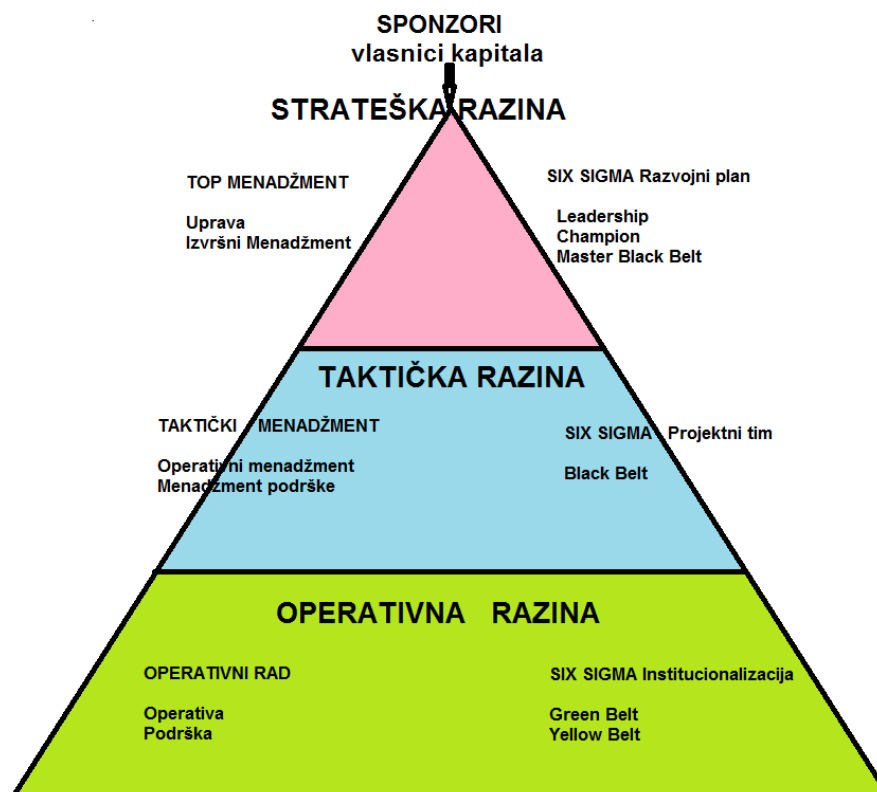 SPONZORI
vlasnici kapitala
STRATEŠKA RAZINA
TOP MENADŽMENT
Uprava
Izvršni Menadžment
SIX SIGMA Razvojni plan
Leadership
Champion
Master Black Belt
TAKTIČKA RAZINA
TAKTIČKI MENADŽMENT
Operativni menadžment
Menadžment podrške
SIX SIGMA Projektni tim
Black Belt
OPERATIVNA RAZINA
OPERATIVNI RAD
Operativa
Podrška
SIX SIGMA Institucionalizacija
Green Belt
Yellow Belt